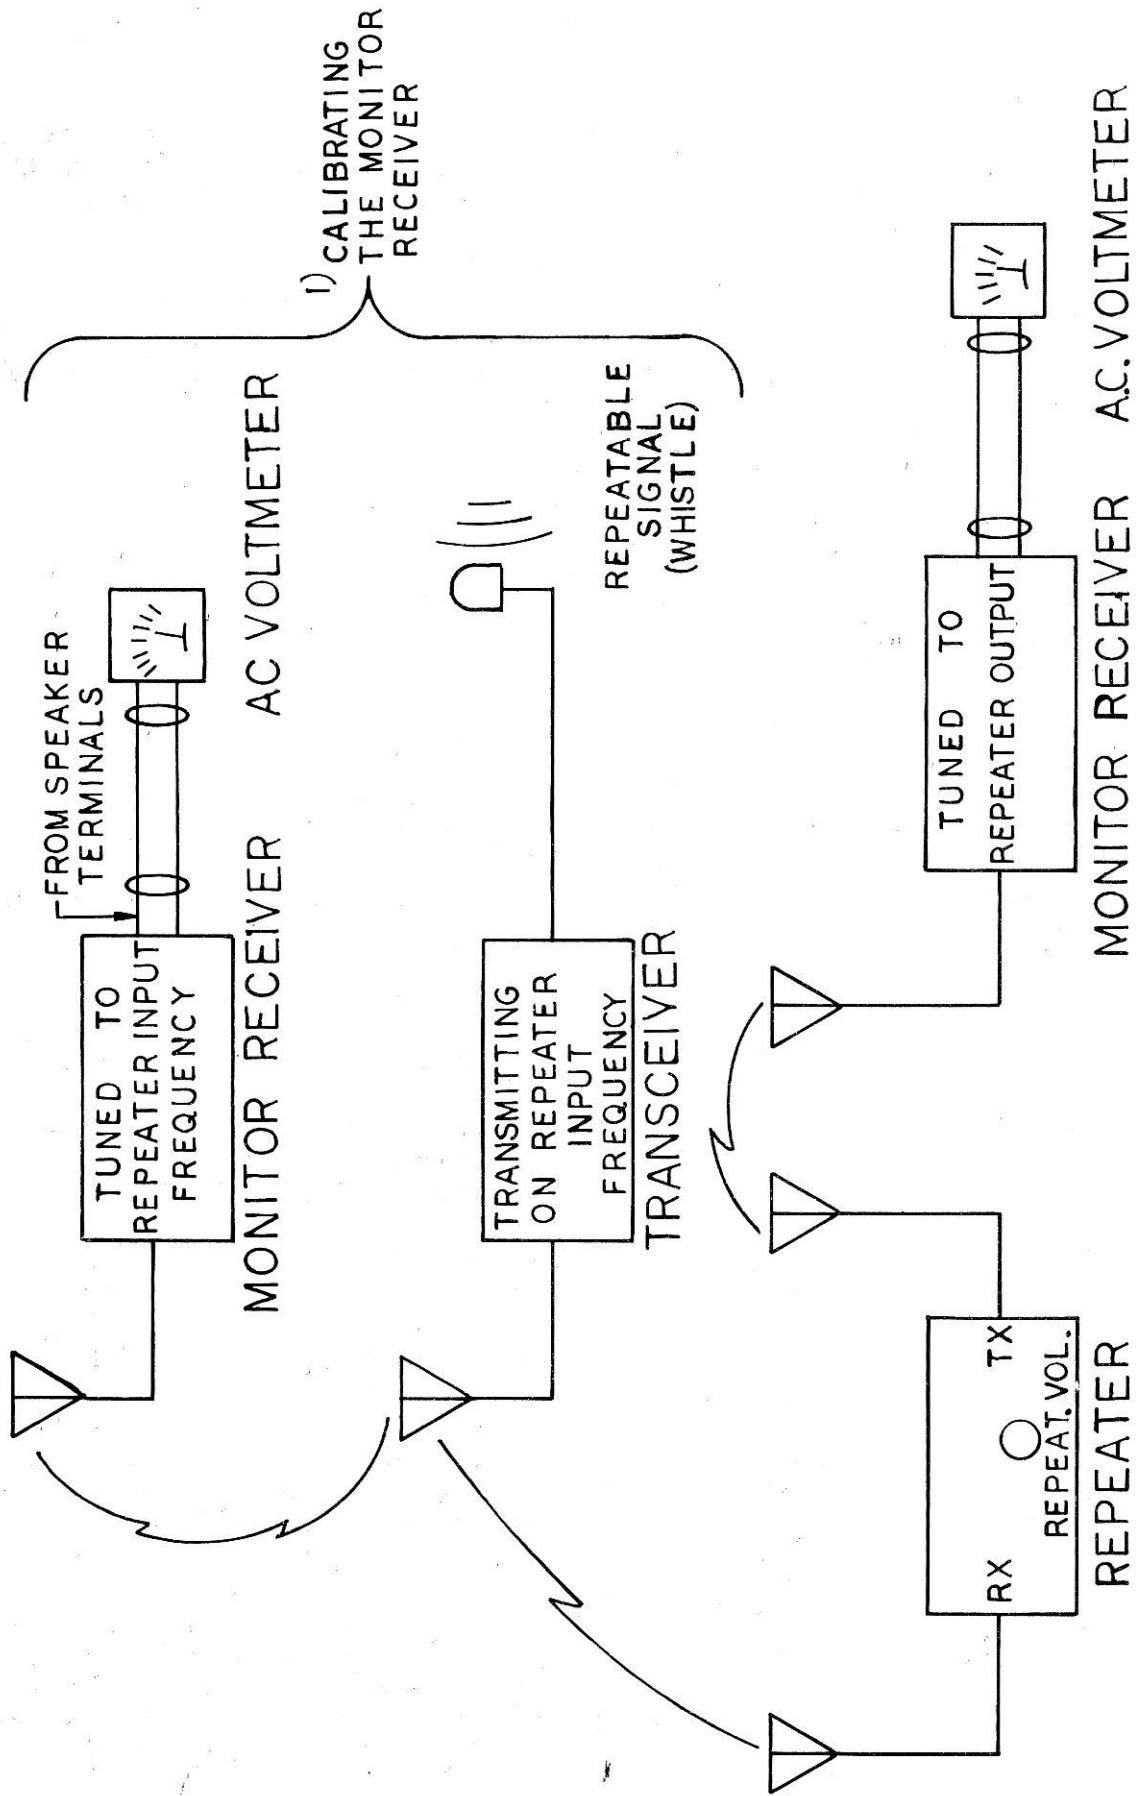 FROM SPEAKER
TERMINALS
TUNED TO
REPEATER INPUT
FREQUENCY
MONITOR RECEIVER
AC VOLTMETER
1) CALIBRATING
THE MONITOR
RECEIVER
TRANSMITTING
ON REPEATER
INPUT
FREQUENCY
TRANSCEIVER
REPEATABLE
SIGNAL
(WHISTLE)
RX
TX
REPEAT. VOL.
REPEATER
TUNED TO
REPEATER OUTPUT
MONITOR RECEIVER
A.C. VOLTMETER